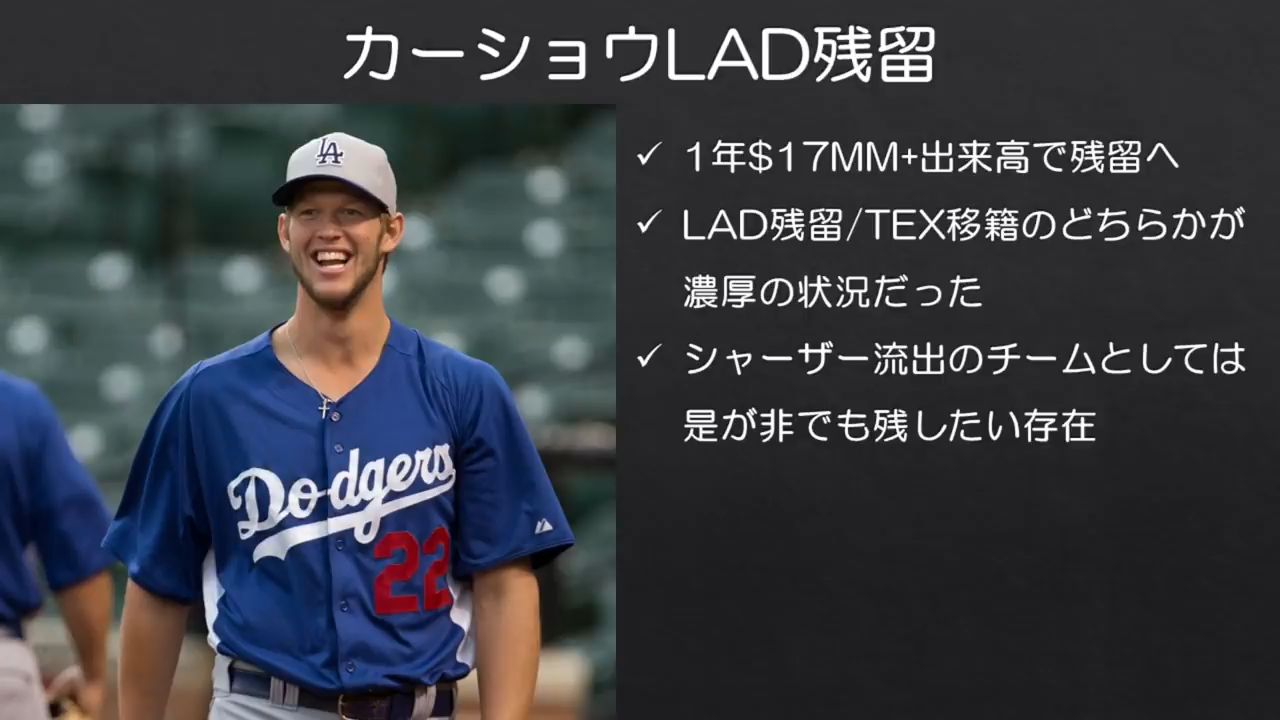 カーショウLAD残留
✓ 1年$17MM+出来高で残留へ
✓ LAD残留/TEX移籍のどちらかが
濃厚の状況だった
✓ シャーザー流出のチームとしては
是が非でも残したい存在
LA
Dodgers
22